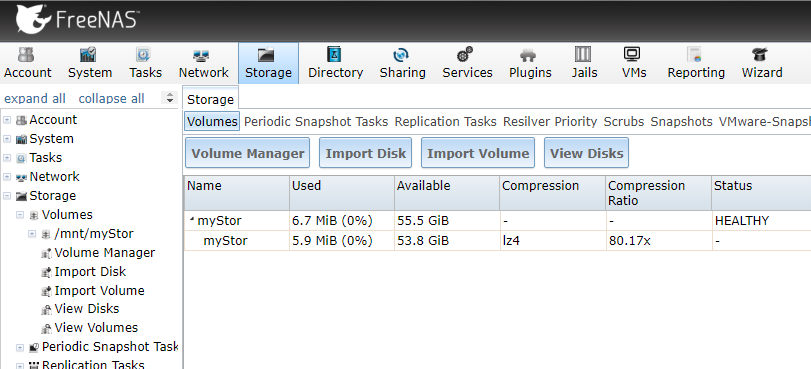 FreeNAS™
Account System Tasks Network Storage Directory Sharing Services Plugins Jails VMs Reporting Wizard
expand all collapse all
Storage
Volumes Periodic Snapshot Tasks Replication Tasks Resilver Priority Scrubs Snapshots VMware-Snaps
Volume Manager Import Disk Import Volume View Disks
Name Used Available Compression Compression Ratio Status
myStor 6.7 MiB (0%) 55.5 GiB - - HEALTHY
myStor 5.9 MiB (0%) 53.8 GiB lz4 80.17x -
Account
System
Tasks
Network
Storage
Volumes
/mnt/myStor
Volume Manager
Import Disk
Import Volume
View Disks
View Volumes
Periodic Snapshot Task
Replication Tasks